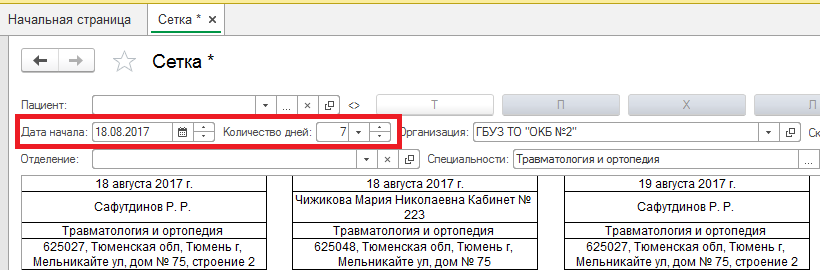 Начальная страница
Сетка * ×
Сетка *
Пациент: ... × <> Т П Х Л
Дата начала: 18.08.2017 Количество дней: 7 Организация: ГБУЗ ТО "ОКБ №2" Ск
Отделение: × Специальности: Травматология и ортопедия ...
18 августа 2017 г. 18 августа 2017 г. 19 августа 2017 г.
Сафутдинов Р. Р. Чижикова Мария Николаевна Кабинет № Сафутдинов Р. Р.
223
Травматология и ортопедия Травматология и ортопедия Травматология и ортопедия
625027, Тюменская обл, Тюмень г, 625048, Тюменская обл, Тюмень г, 625027, Тюменская обл, Тюмень г,
Мельникайте ул, дом № 75, строение 2 Мельникайте ул, дом № 75 Мельникайте ул, дом № 75, строение 2